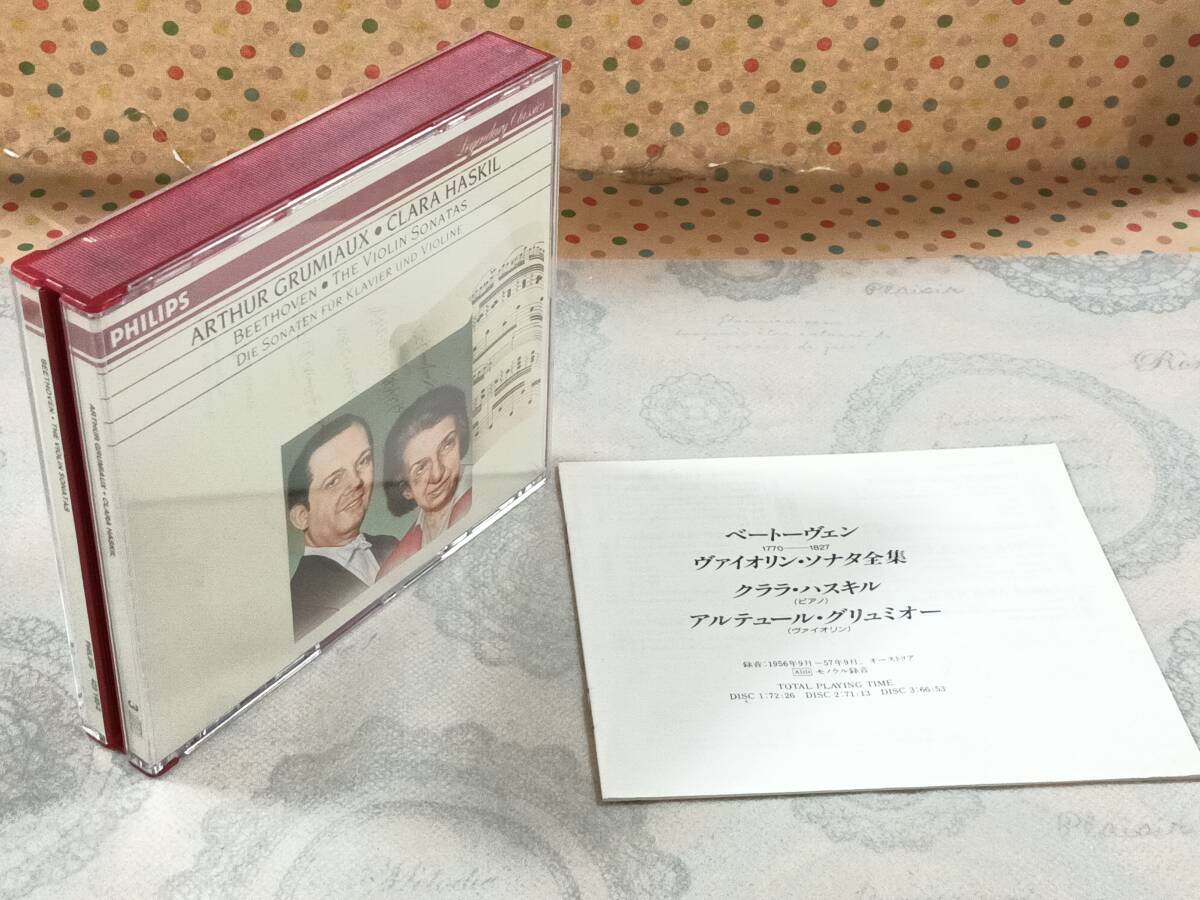 Legendary Classics
PHILIPS
ARTHUR GRUMIAUX • CLARA HASKIL
BEETHOVEN • THE VIOLIN SONATAS
DIE SONATEN FÜR KLAVIER UND VIOLINE
BEETHOVEN • THE VIOLIN SONATAS
PHILIPS
ARTHUR GRUMIAUX • CLARA HASKIL
3
ベートーヴェン
1770——1827
ヴァイオリン・ソナタ全集
クララ・ハスキル
(ピアノ)
アルテュール・グリュミオー
(ヴァイオリン)
録音:1956年9月−57年9月、オーストリア
ADD モノラル録音
TOTAL PLAYING TIME
DISC 1:72:26 DISC 2:71:13 DISC 3:66:53
Plaisir
Plaisir
Mélodie